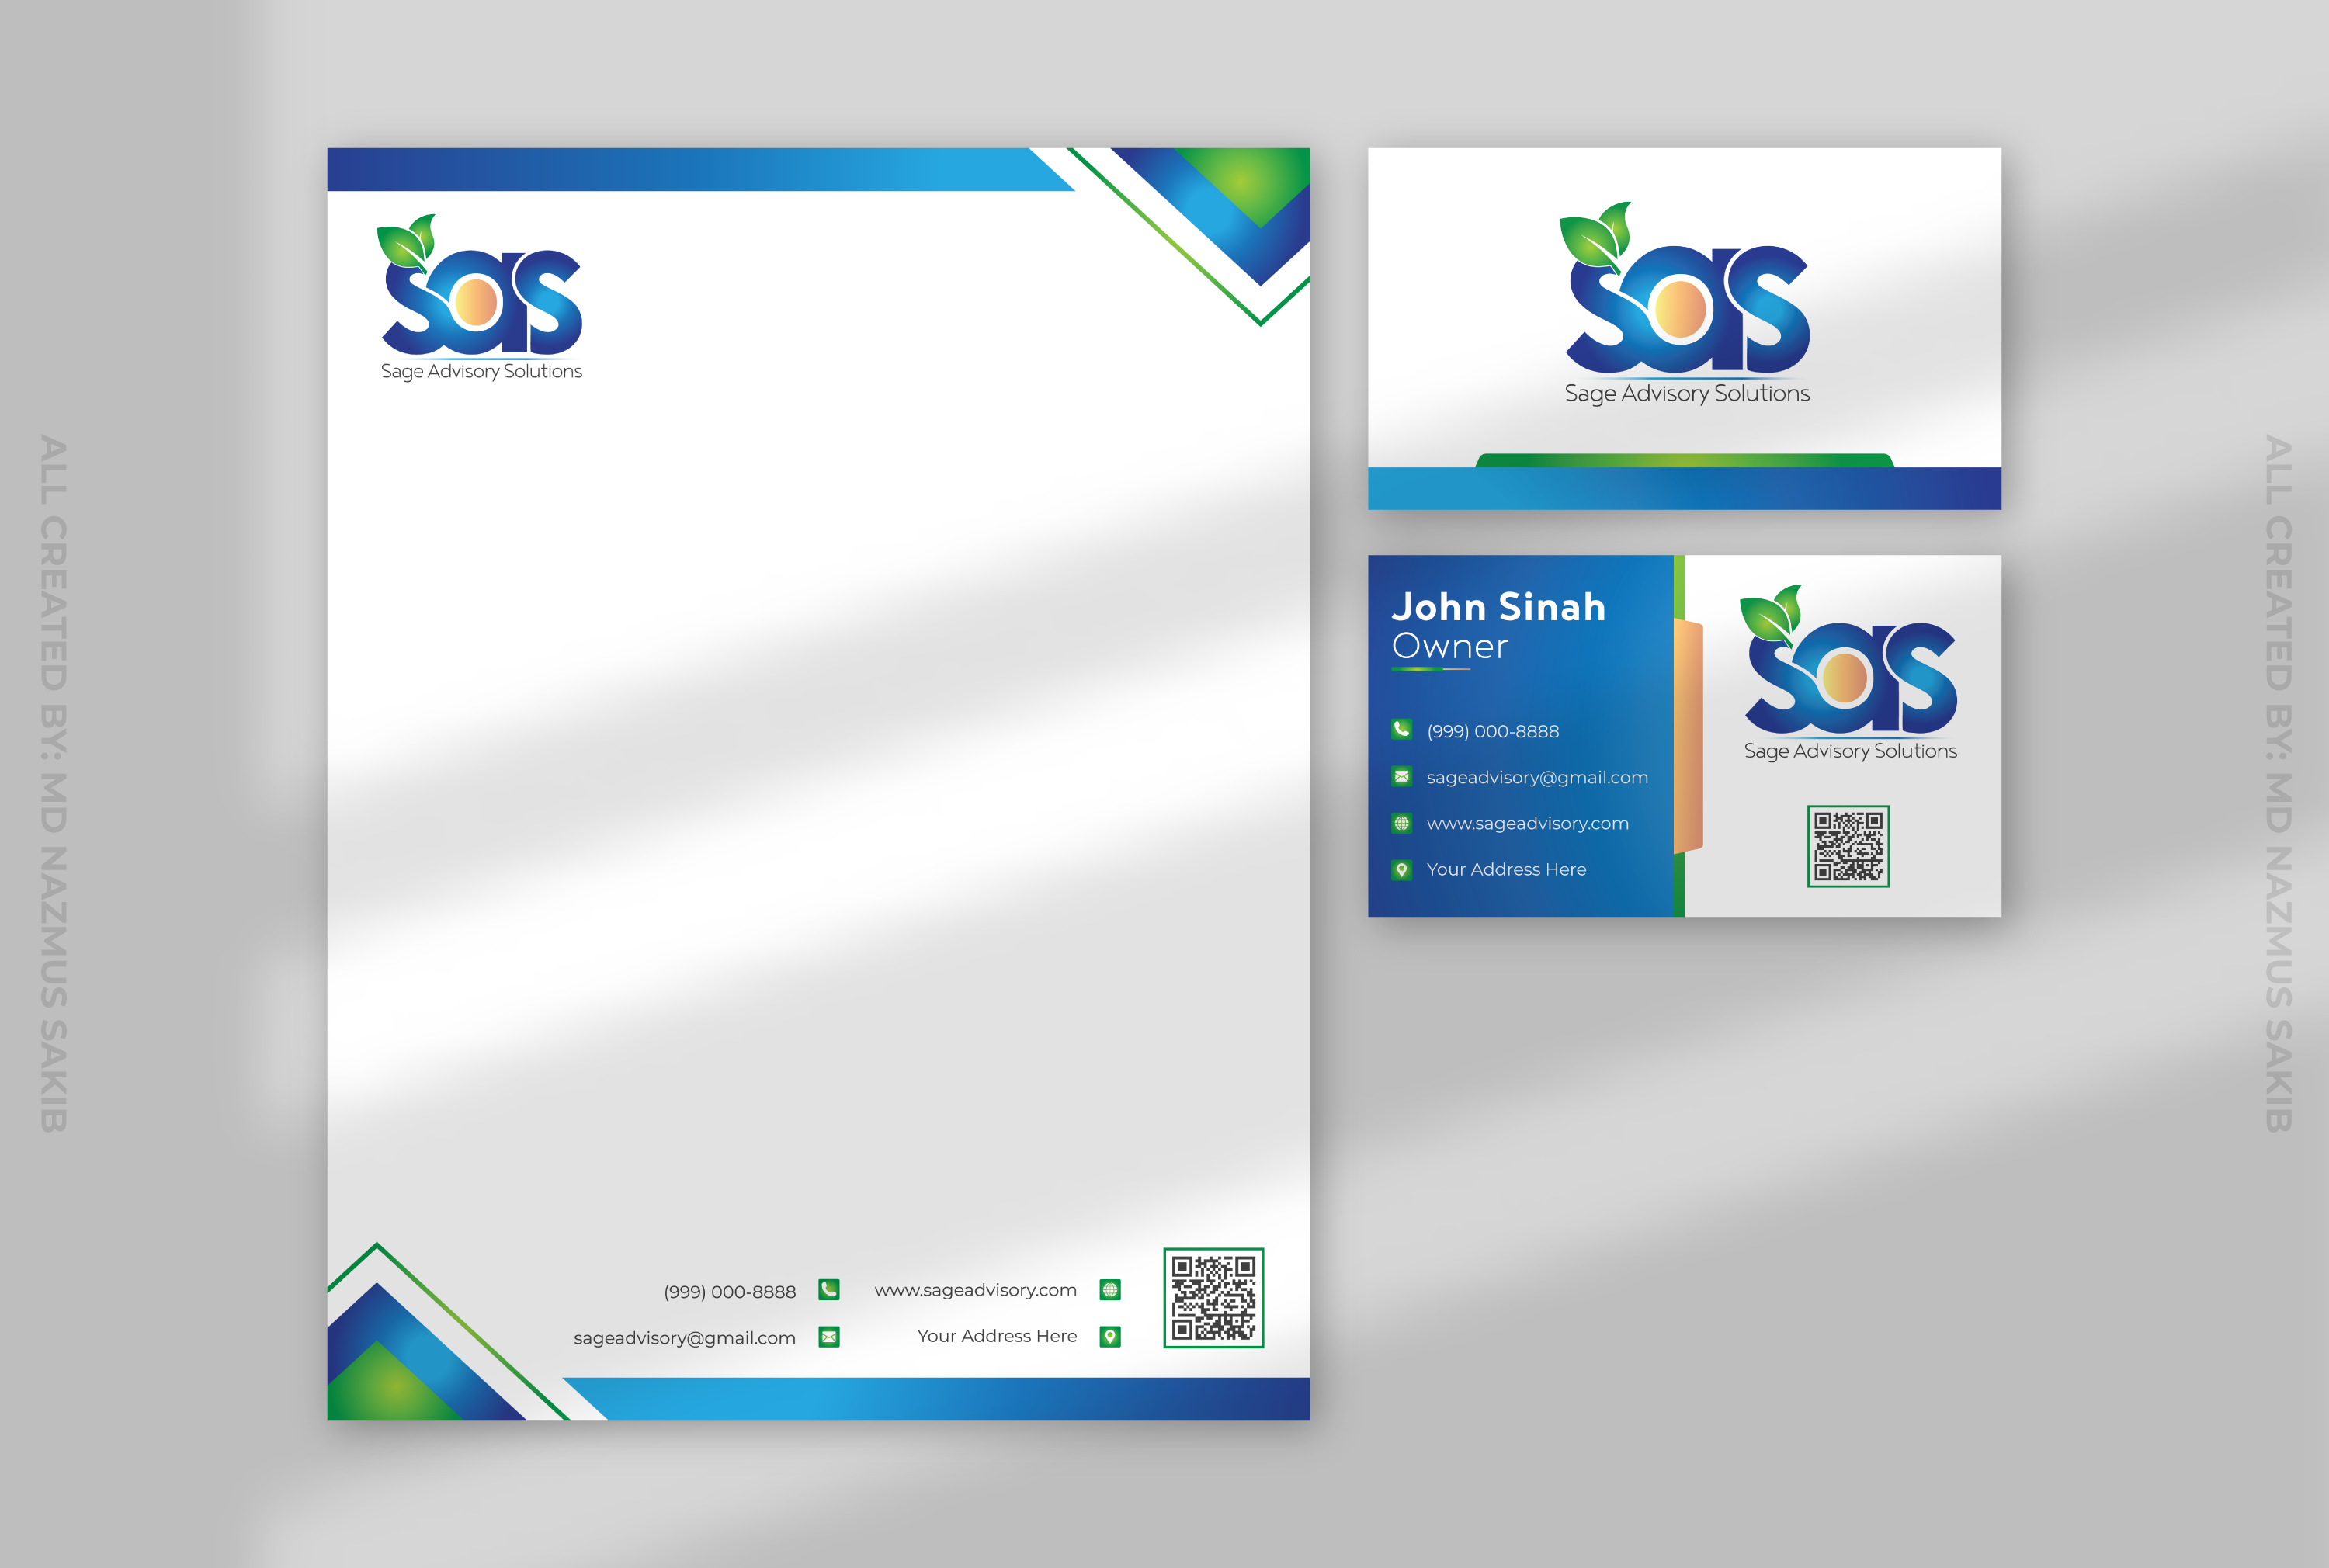 ALL CREATED BY: MD NAZMUS SAKIB
sas
Sage Advisory Solutions
(999) 000-8888
www.sageadvisory.com
sageadvisory@gmail.com
Your Address Here
sas
Sage Advisory Solutions
John Sinah
Owner
(999) 000-8888
sageadvisory@gmail.com
www.sageadvisory.com
Your Address Here
sas
Sage Advisory Solutions
ALL CREATED BY: MD NAZMUS SAKIB